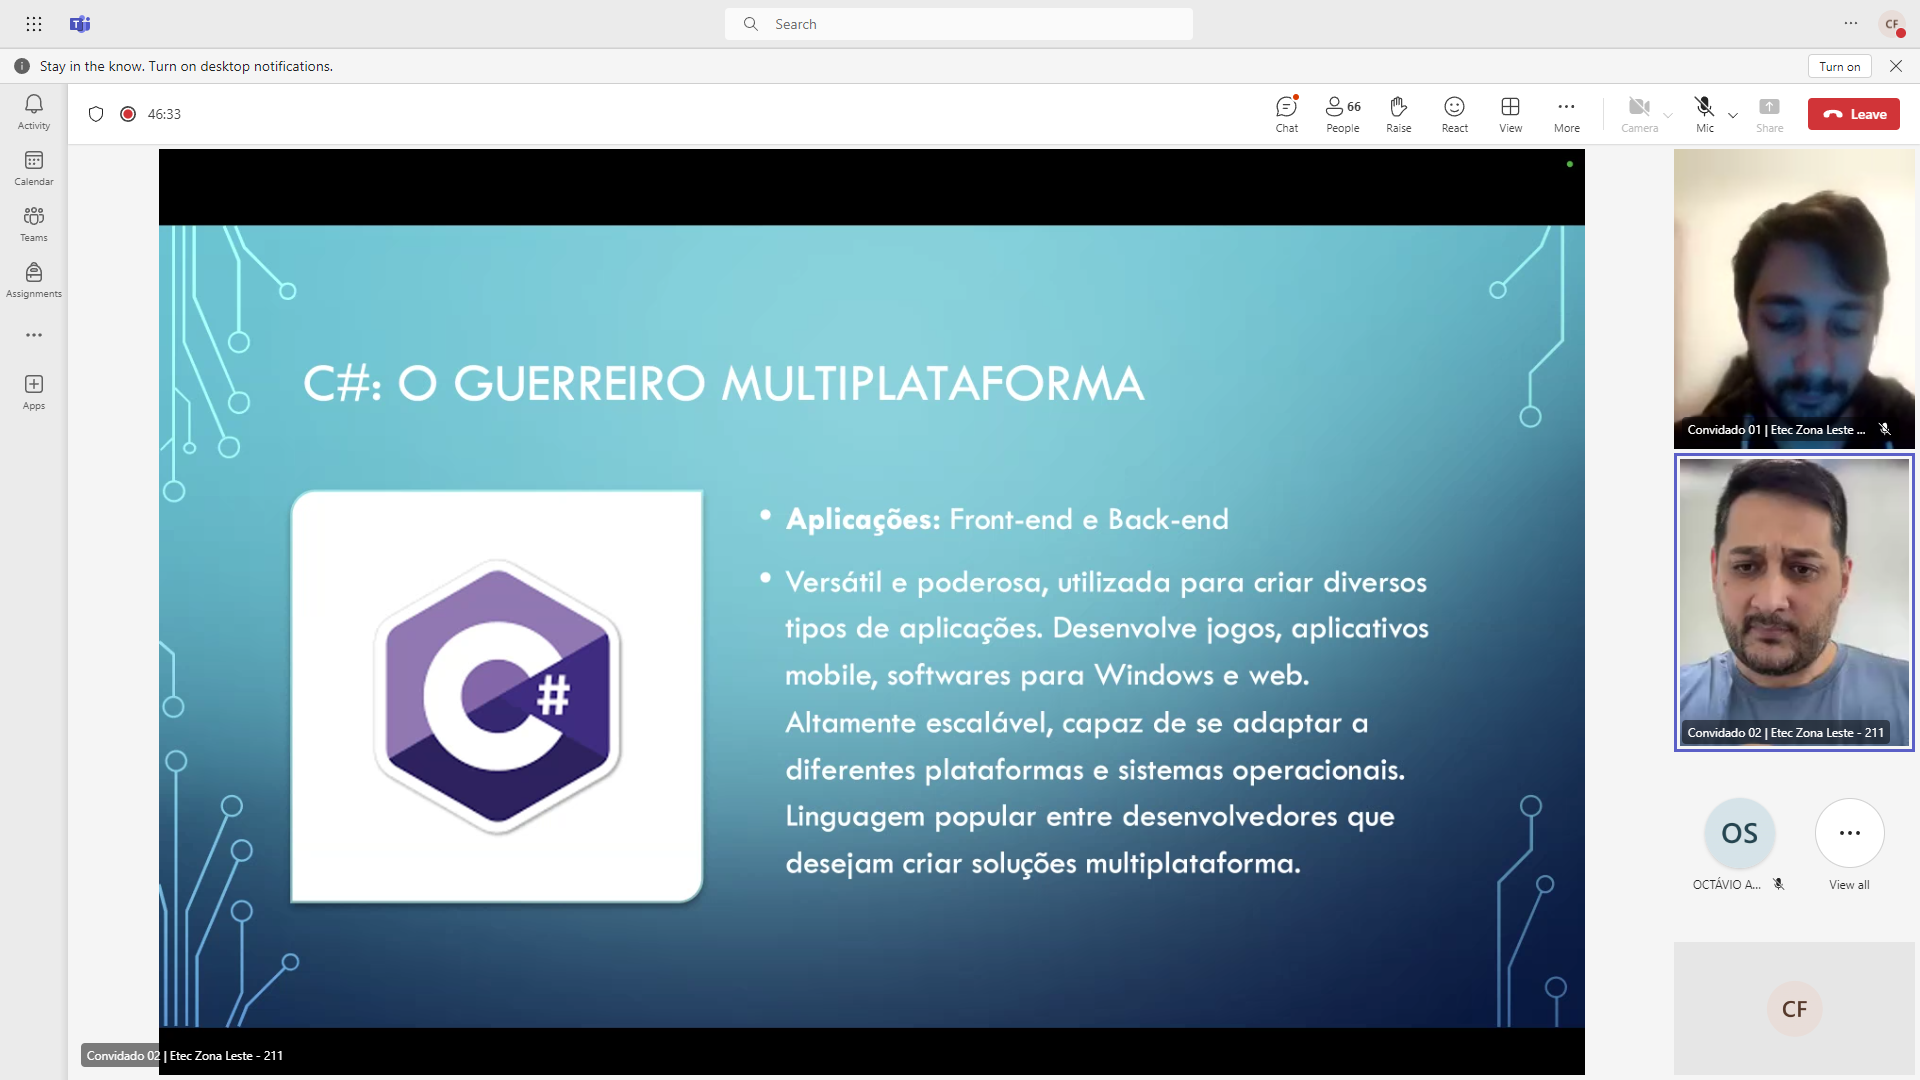 Search
CF
Stay in the know. Turn on desktop notifications.
Turn on
Activity
Calendar
Teams
Assignments
Apps
46:33
Chat
66
People
Raise
React
View
More
Camera
Mic
Share
Leave
C#: O GUERREIRO MULTIPLATAFORMA
C#
• Aplicações: Front-end e Back-end
• Versátil e poderosa, utilizada para criar diversos
tipos de aplicações. Desenvolve jogos, aplicativos
mobile, softwares para Windows e web.
Altamente escalável, capaz de se adaptar a
diferentes plataformas e sistemas operacionais.
Linguagem popular entre desenvolvedores que
desejam criar soluções multiplataforma.
Convidado 02 | Etec Zona Leste - 211
Convidado 01 | Etec Zona Leste ...
Convidado 02 | Etec Zona Leste - 211
OS
OCTÁVIO A...
View all
CF